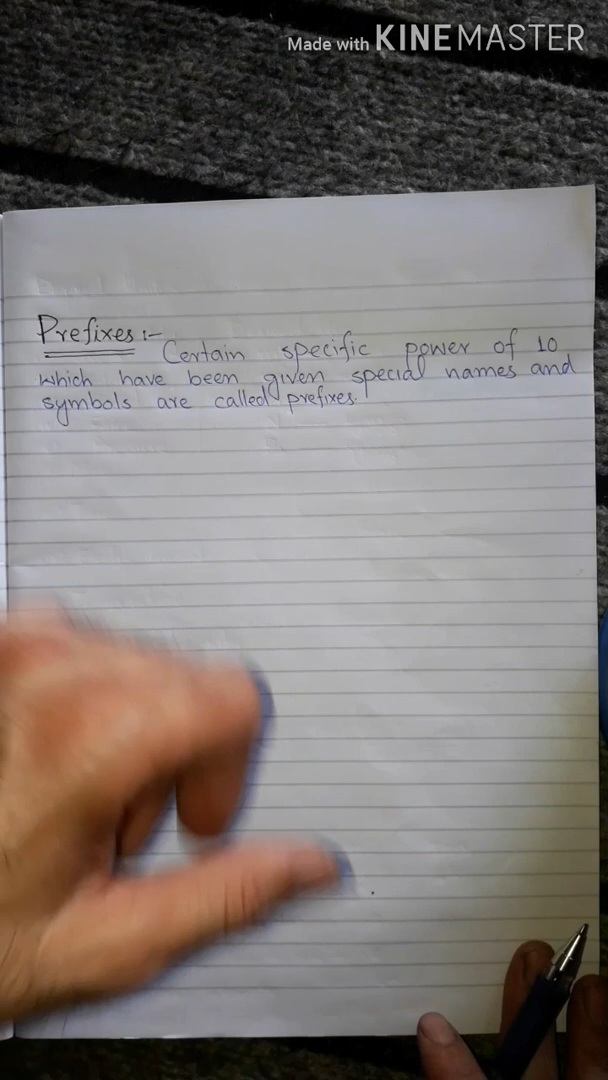 Made with KINEMASTER
Prefixes :-
Certain specific power of 10
which have been given special names and
symbols are called prefixes.